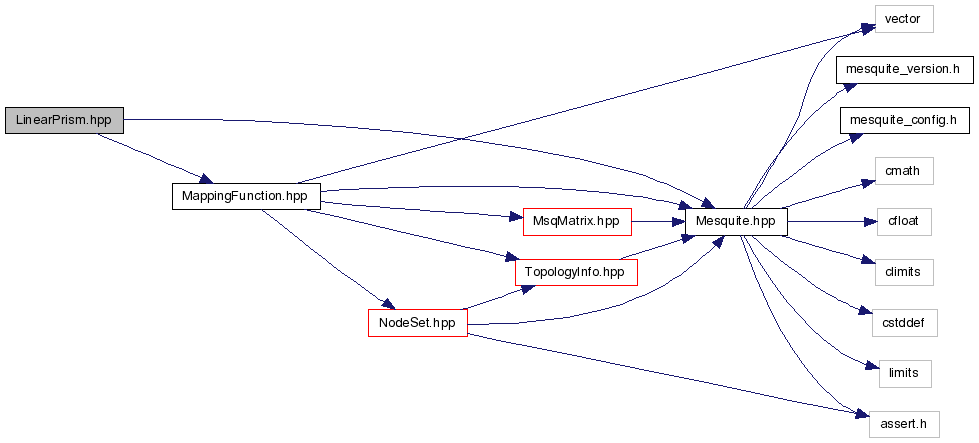 vector
mesquite_version.h
LinearPrism.hpp
mesquite_config.h
cmath
MappingFunction.hpp
MsqMatrix.hpp
Mesquite.hpp
cfloat
TopologyInfo.hpp
climits
NodeSet.hpp
cstddef
limits
assert.h